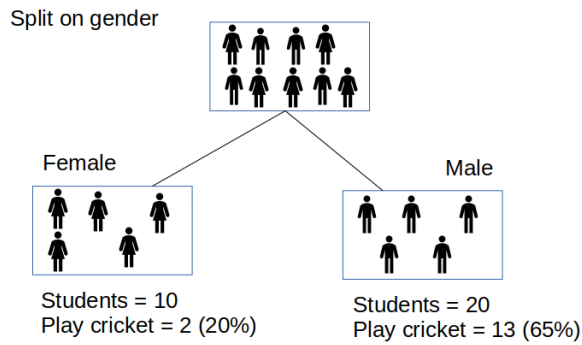 Split on gender
Female
Male
Students = 10
Play cricket = 2 (20%)
Students = 20
Play cricket = 13 (65%)